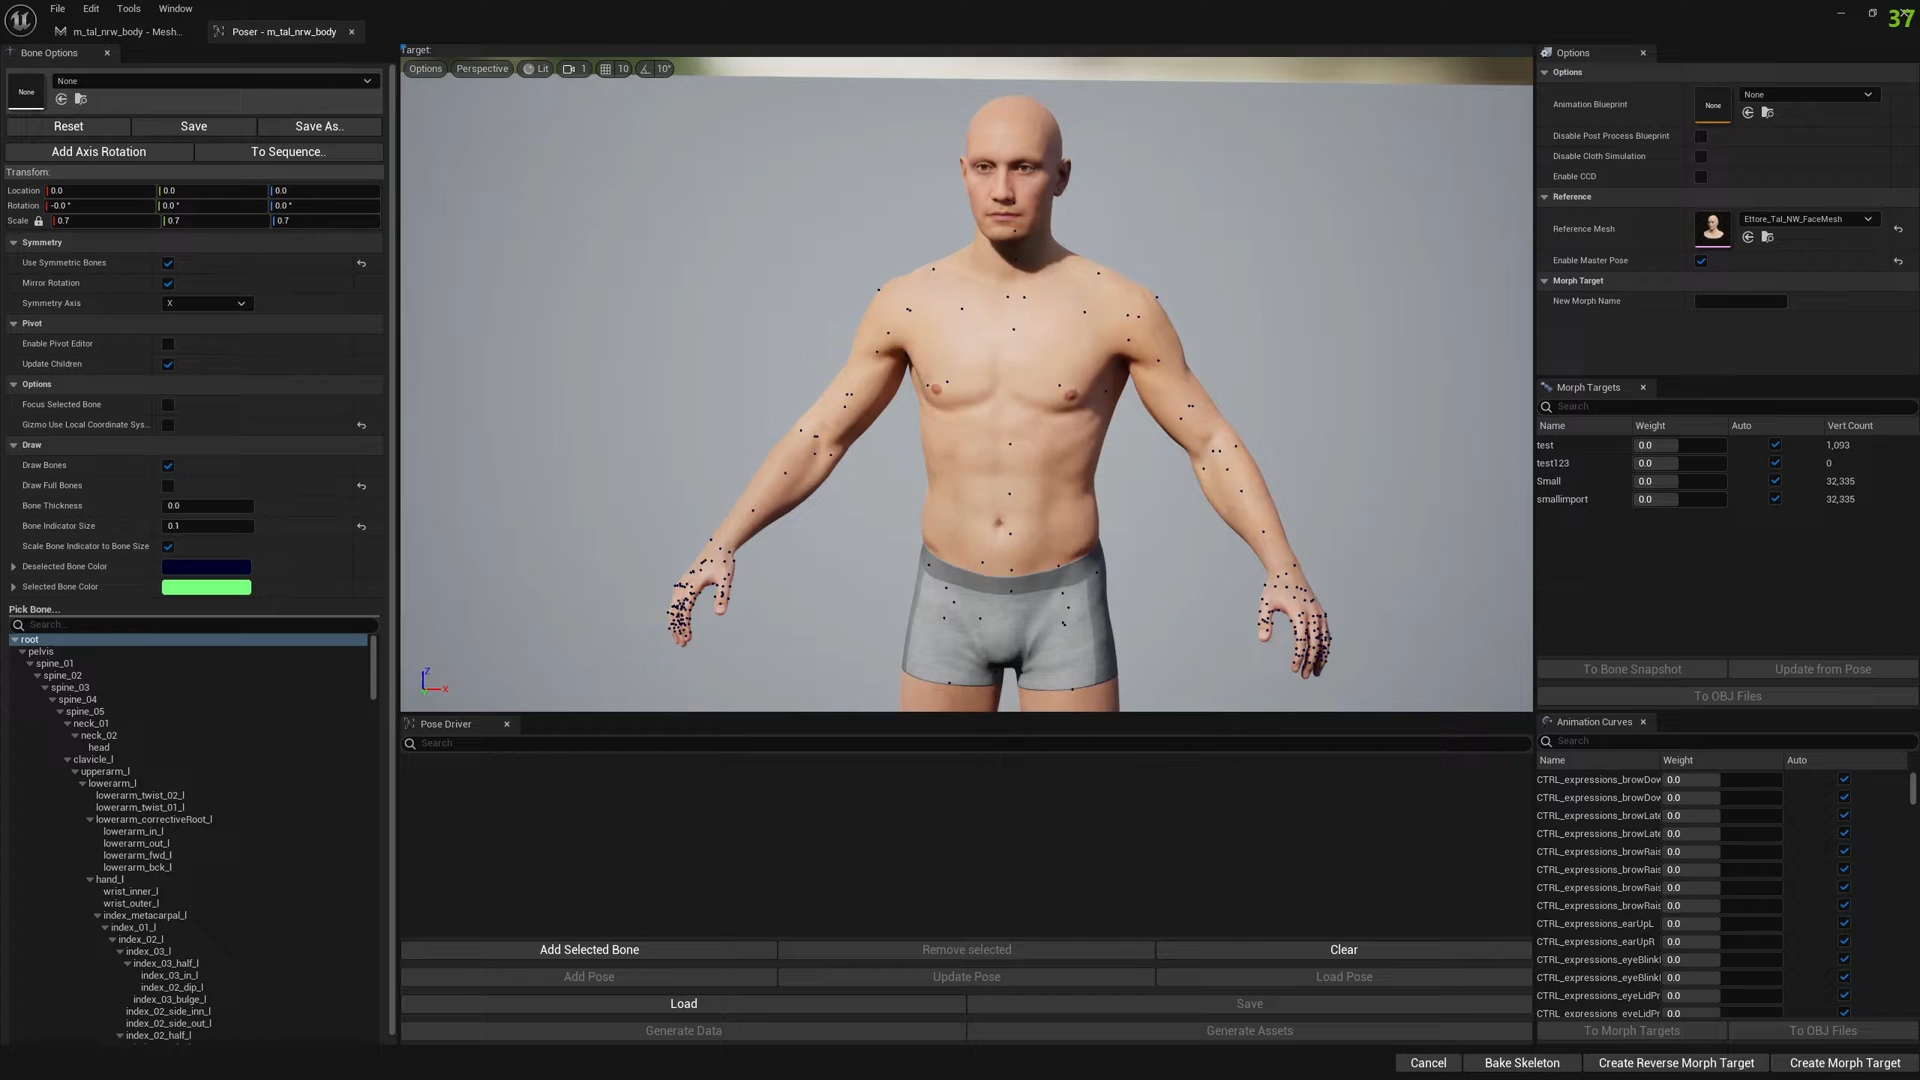 File Edit Tools Window
37
m_tal_nrw_body - Mesh...
Poser - m_tal_nrw_body
Bone Options
None
None
Reset Save Save As..
Add Axis Rotation To Sequence..
Transfom:
Location 0.0 0.0 0.0
Rotation -0.0 ° 0.0 ° 0.0 °
Scale 0.7 0.7 0.7
Symmetry
Use Symmetric Bones
Mirror Rotation
Symmetry Axis X
Pivot
Enable Pivot Editor
Update Children
Options
Focus Selected Bone
Gizmo Use Local Coordinate Sys..
Draw
Draw Bones
Draw Full Bones
Bone Thickness 0.0
Bone Indicator Size 0.1
Scale Bone Indicator to Bone Size
Deselected Bone Color
Selected Bone Color
Pick Bone...
Search...
root
pelvis
spine_01
spine_02
spine_03
spine_04
spine_05
neck_01
neck_02
head
clavicle_l
upperarm_l
lowerarm_l
lowerarm_twist_02_l
lowerarm_twist_01_l
lowerarm_correctiveRoot_l
lowerarm_in_l
lowerarm_out_l
lowerarm_fwd_l
lowerarm_bck_l
hand_l
wrist_inner_l
wrist_outer_l
index_metacarpal_l
index_01_l
index_02_l
index_03_l
index_03_half_l
index_03_in_l
index_02_dip_l
index_03_bulge_l
index_02_side_inn_l
index_02_side_out_l
index_02_half_l
Target:
Options Perspective Lit 1 10 10°
Z
X
Pose Driver
Search
Add Selected Bone Remove selected Clear
Add Pose Update Pose Load Pose
Load Save
Generate Data Generate Assets
Options
Options
Animation Blueprint None None
Disable Post Process Blueprint
Disable Cloth Simulation
Enable CCD
Reference
Reference Mesh Ettore_Tal_NW_FaceMesh
Enable Master Pose
Morph Target
New Morph Name
Morph Targets
Search
Name Weight Auto Vert Count
test 0.0 1,093
test123 0.0 0
Small 0.0 32,335
smallimport 0.0 32,335
To Bone Snapshot Update from Pose
To OBJ Files
Animation Curves
Search
Name Weight Auto
CTRL_expressions_browDov 0.0
CTRL_expressions_browDov 0.0
CTRL_expressions_browLate 0.0
CTRL_expressions_browLate 0.0
CTRL_expressions_browRais 0.0
CTRL_expressions_browRais 0.0
CTRL_expressions_browRais 0.0
CTRL_expressions_browRais 0.0
CTRL_expressions_earUpL 0.0
CTRL_expressions_earUpR 0.0
CTRL_expressions_eyeBlinkl 0.0
CTRL_expressions_eyeBlinkl 0.0
CTRL_expressions_eyeLidPr 0.0
CTRL_expressions_eyeLidPr 0.0
To Morph Targets To OBJ Files
Cancel Bake Skeleton Create Reverse Morph Target Create Morph Target